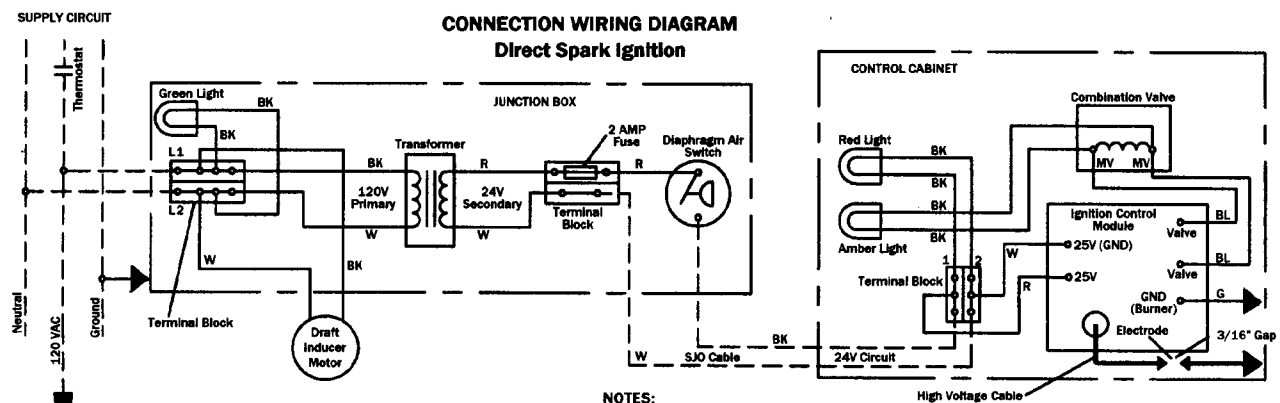 SUPPLY CIRCUIT
CONNECTION WIRING DIAGRAM
Direct Spark Ignition
Thermostat
Green Light
BK
BK
JUNCTION BOX
L1
L2
BK
Transformer
R
2 AMP
Fuse
R
Diaphragm Air
Switch
120V
Primary
24V
Secondary
W
W
Terminal
Block
W
BK
Neutral
120 VAC
Ground
Terminal Block
Draft
Inducer
Motor
BK
W
SJO Cable
24V Circuit
CONTROL CABINET
Combination Valve
Red Light
BK
BK
MV
MV
Amber Light
BK
BK
Ignition Control
Module
BL
Valve
1
2
W
25V (GND)
BL
Valve
Terminal Block
R
25V
GND
(Burner)
G
Electrode
3/16" Gap
High Voltage Cable
NOTES: